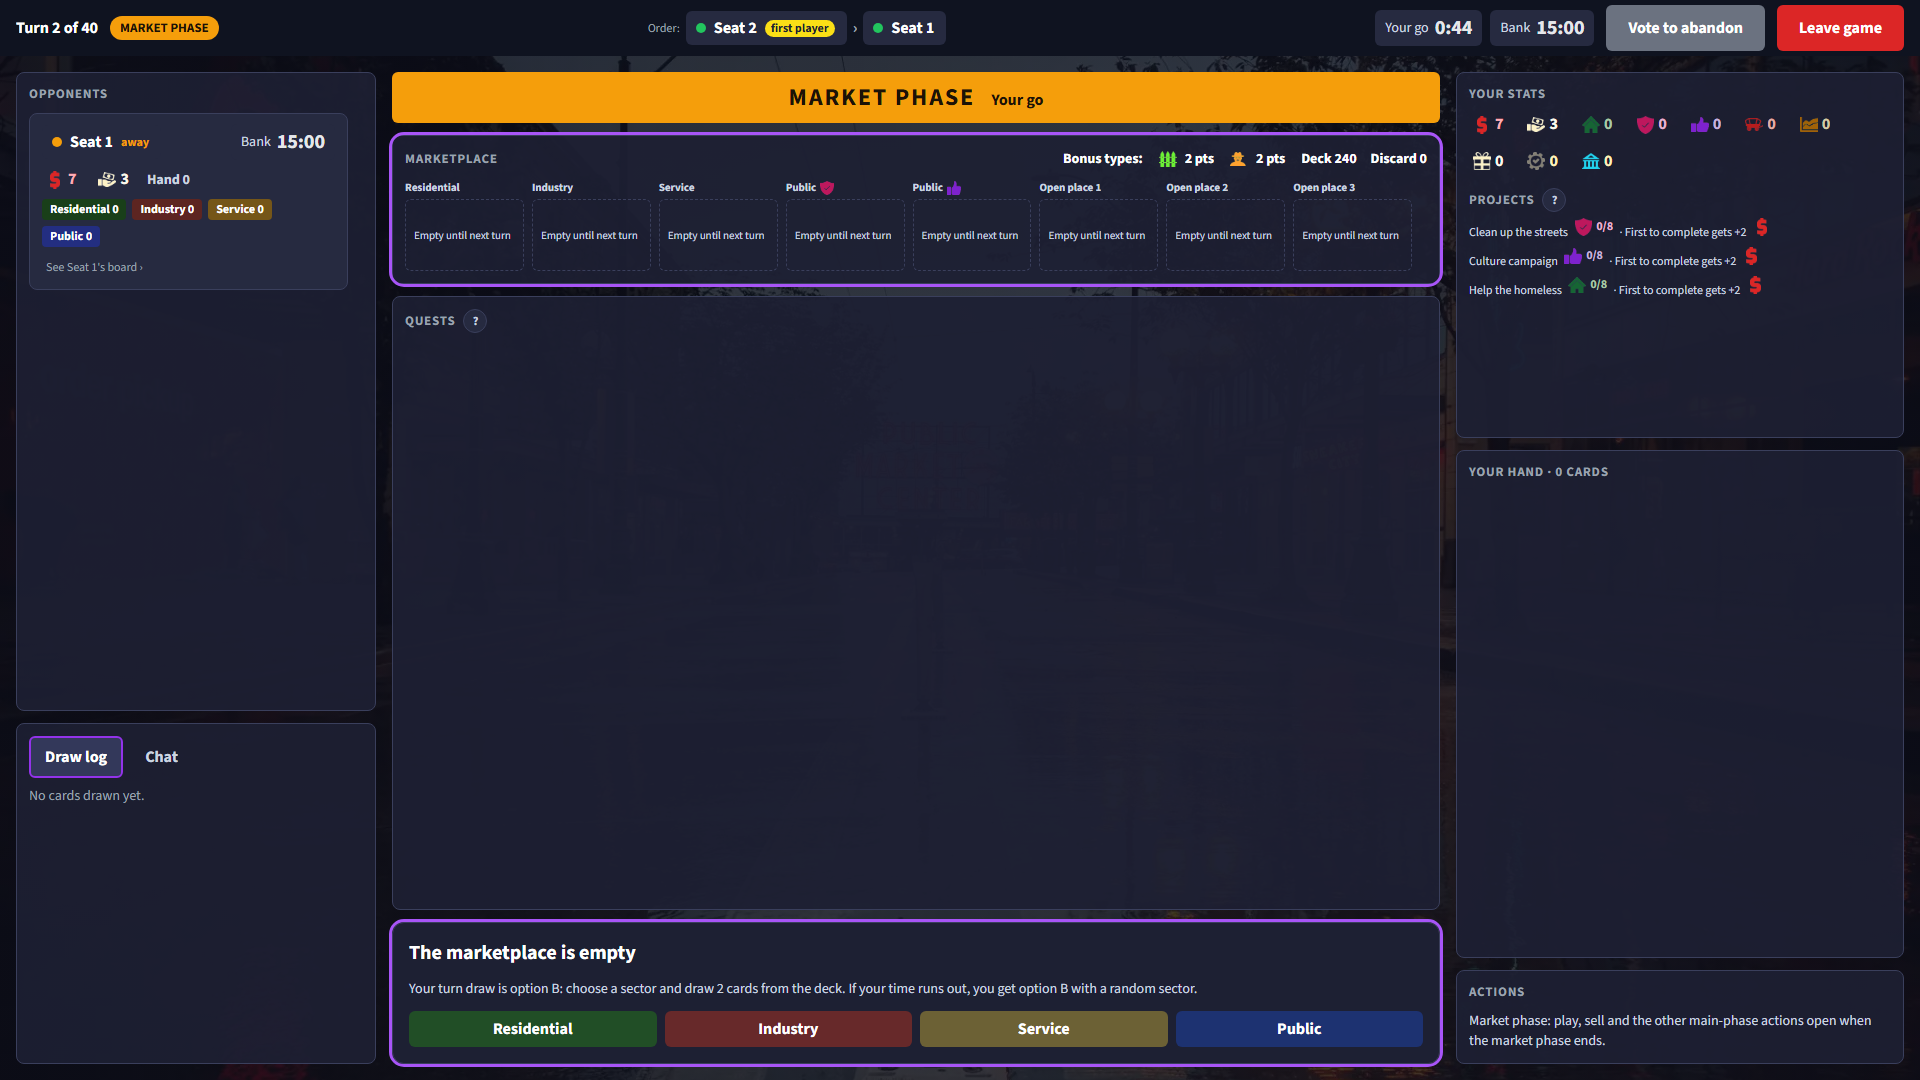 Turn 2 of 40 MARKET PHASE
Order: Seat 2 first player › Seat 1
Your go 0:44 Bank 15:00 Vote to abandon Leave game
OPPONENTS
Seat 1 away Bank 15:00
7 3 Hand 0
Residential 0 Industry 0 Service 0
Public 0
See Seat 1's board ›
Draw log Chat
No cards drawn yet.
MARKET PHASE Your go
MARKETPLACE Bonus types: 2 pts 2 pts Deck 240 Discard 0
Residential Industry Service Public Public Open place 1 Open place 2 Open place 3
Empty until next turn Empty until next turn Empty until next turn Empty until next turn Empty until next turn Empty until next turn Empty until next turn Empty until next turn
QUESTS ?
The marketplace is empty
Your turn draw is option B: choose a sector and draw 2 cards from the deck. If your time runs out, you get option B with a random sector.
Residential Industry Service Public
YOUR STATS
7 3 0 0 0 0 0
0 0 0
PROJECTS ?
Clean up the streets 0/8 · First to complete gets +2
Culture campaign 0/8 · First to complete gets +2
Help the homeless 0/8 · First to complete gets +2
YOUR HAND · 0 CARDS
ACTIONS
Market phase: play, sell and the other main-phase actions open when
the market phase ends.